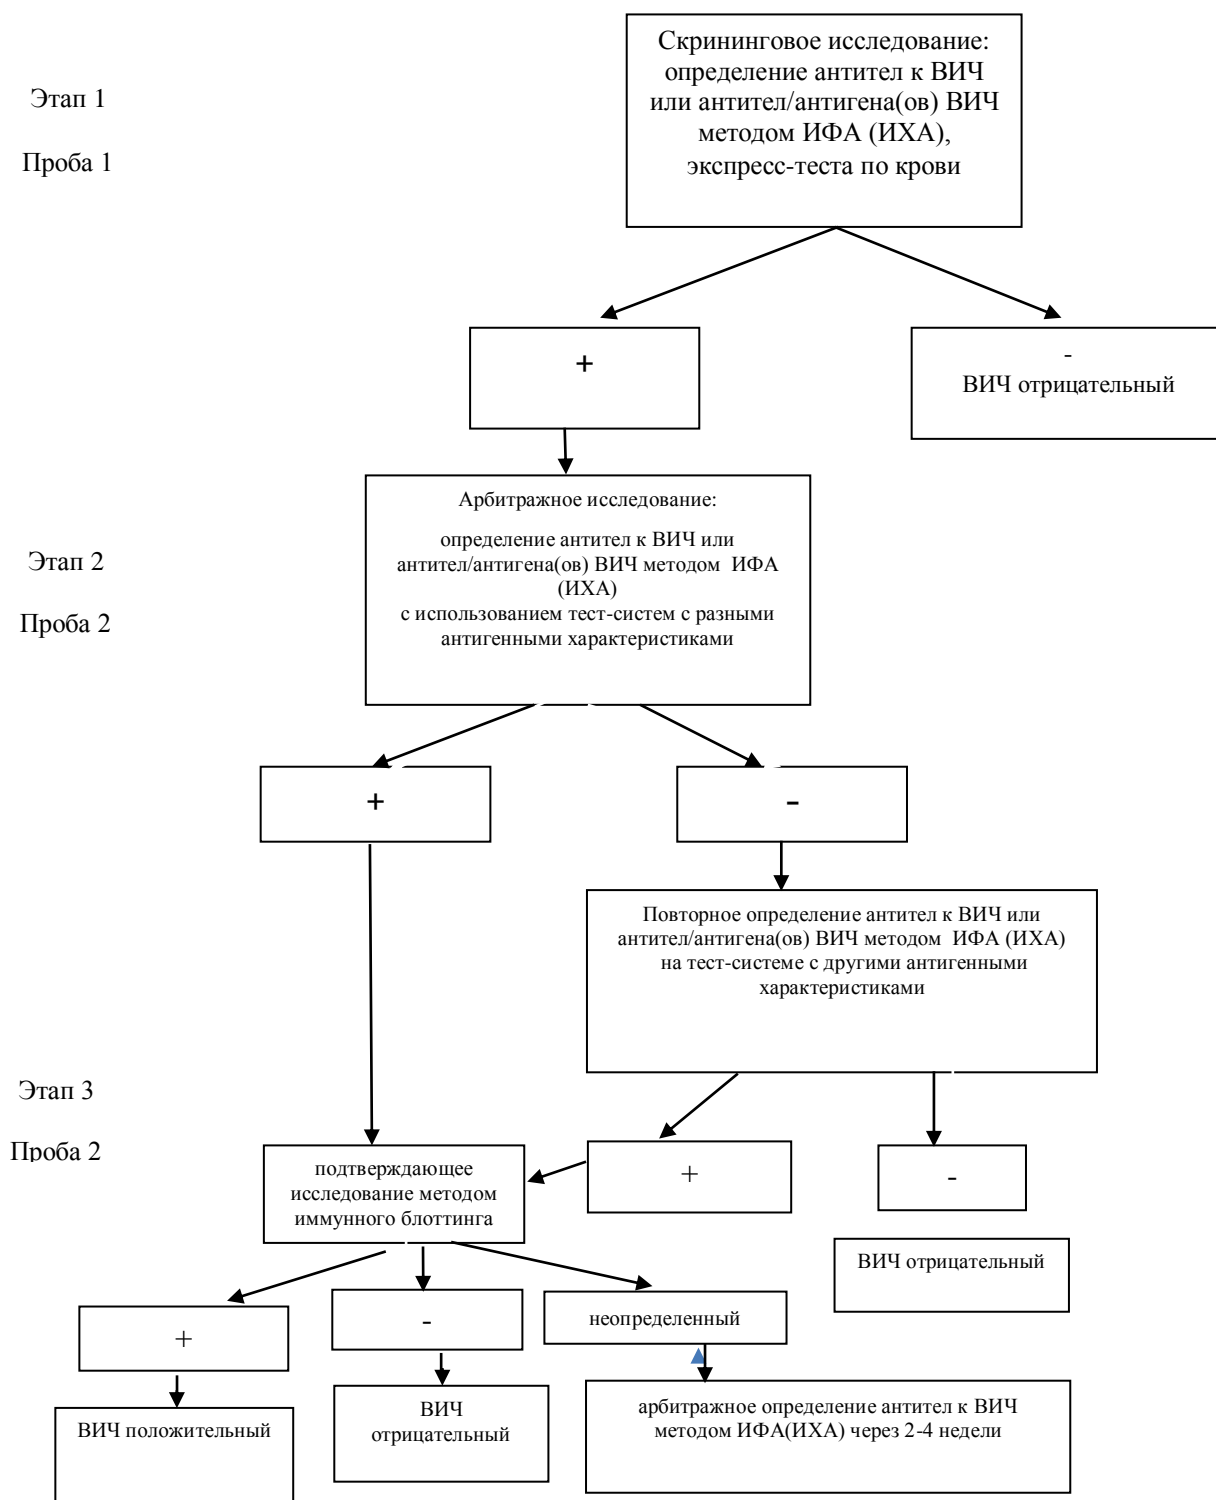 Скрининговое исследование:
определение антител к ВИЧ
или антител/антигена(ов) ВИЧ
методом ИФА (ИХА),
экспресс-теста по крови
Этап 1
Проба 1
+
-
ВИЧ отрицательный
Арбитражное исследование:
определение антител к ВИЧ или
антител/антигена(ов) ВИЧ методом ИФА
(ИХА)
с использованием тест-систем с разными
антигенными характеристиками
Этап 2
Проба 2
+
-
Повторное определение антител к ВИЧ или
антител/антигена(ов) ВИЧ методом ИФА (ИХА)
на тест-системе с другими антигенными
характеристиками
Этап 3
Проба 2
подтверждающее
исследование методом
иммунного блоттинга
+
-
ВИЧ отрицательный
+
-
неопределенный
ВИЧ положительный
ВИЧ
отрицательный
арбитражное определение антител к ВИЧ
методом ИФА(ИХА) через 2-4 недели